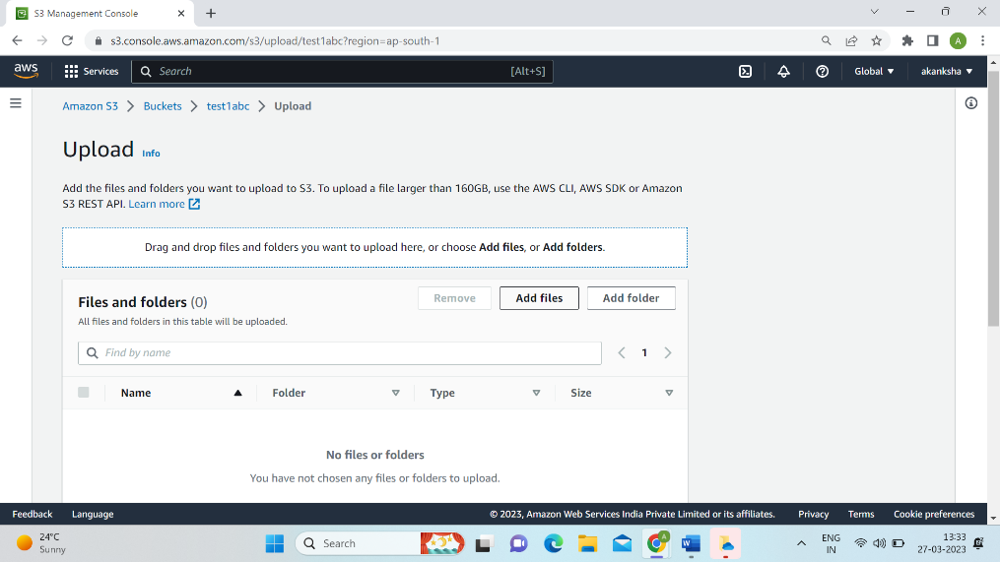 S3 Management Console
s3.console.aws.amazon.com/s3/upload/test1abc?region=ap-south-1
A
aws
Services
Search
[Alt+S]
Global
akanksha
Amazon S3 > Buckets > test1abc > Upload
Upload Info
Add the files and folders you want to upload to S3. To upload a file larger than 160GB, use the AWS CLI, AWS SDK or Amazon
S3 REST API. Learn more
Drag and drop files and folders you want to upload here, or choose Add files, or Add folders.
Files and folders (0)
Remove
Add files
Add folder
All files and folders in this table will be uploaded.
Find by name
1
Name
Folder
Type
Size
No files or folders
You have not chosen any files or folders to upload.
Feedback
Language
© 2023, Amazon Web Services India Private Limited or its affiliates.
Privacy
Terms
Cookie preferences
24°C
Sunny
Search
A
W
ENG
IN
13:33
27-03-2023